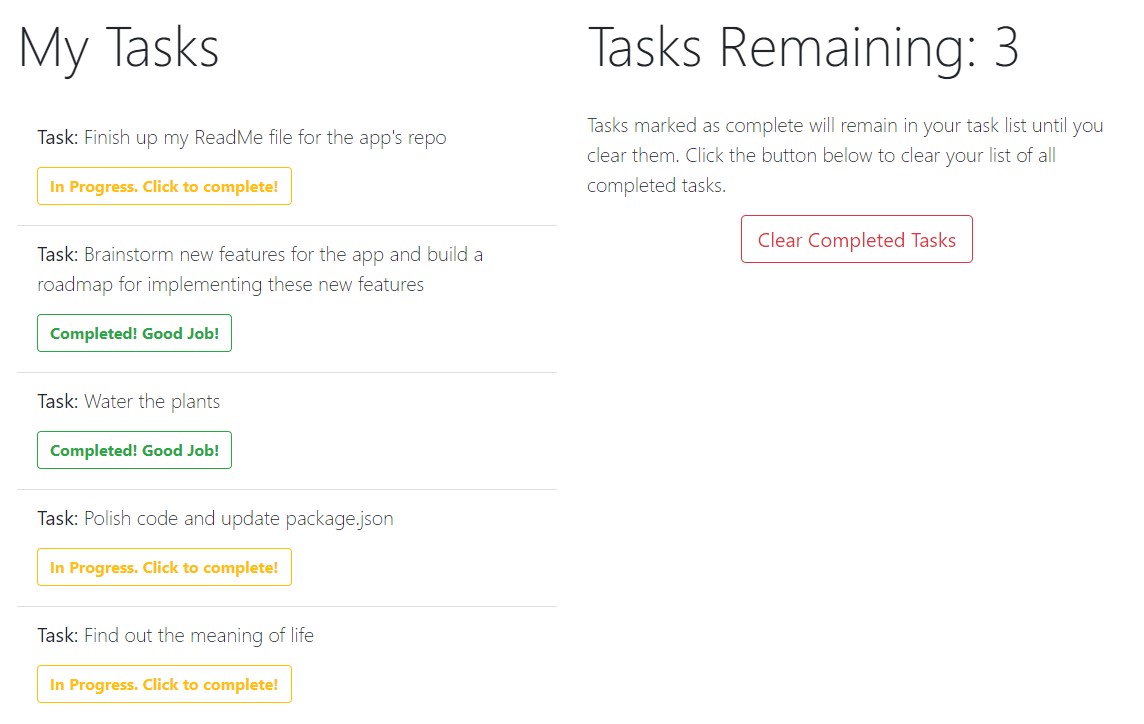 My Tasks
Task: Finish up my ReadMe file for the app's repo
In Progress. Click to complete!
Task: Brainstorm new features for the app and build a
roadmap for implementing these new features
Completed! Good Job!
Task: Water the plants
Completed! Good Job!
Task: Polish code and update package.json
In Progress. Click to complete!
Task: Find out the meaning of life
In Progress. Click to complete!
Tasks Remaining: 3
Tasks marked as complete will remain in your task list until you
clear them. Click the button below to clear your list of all
completed tasks.
Clear Completed Tasks